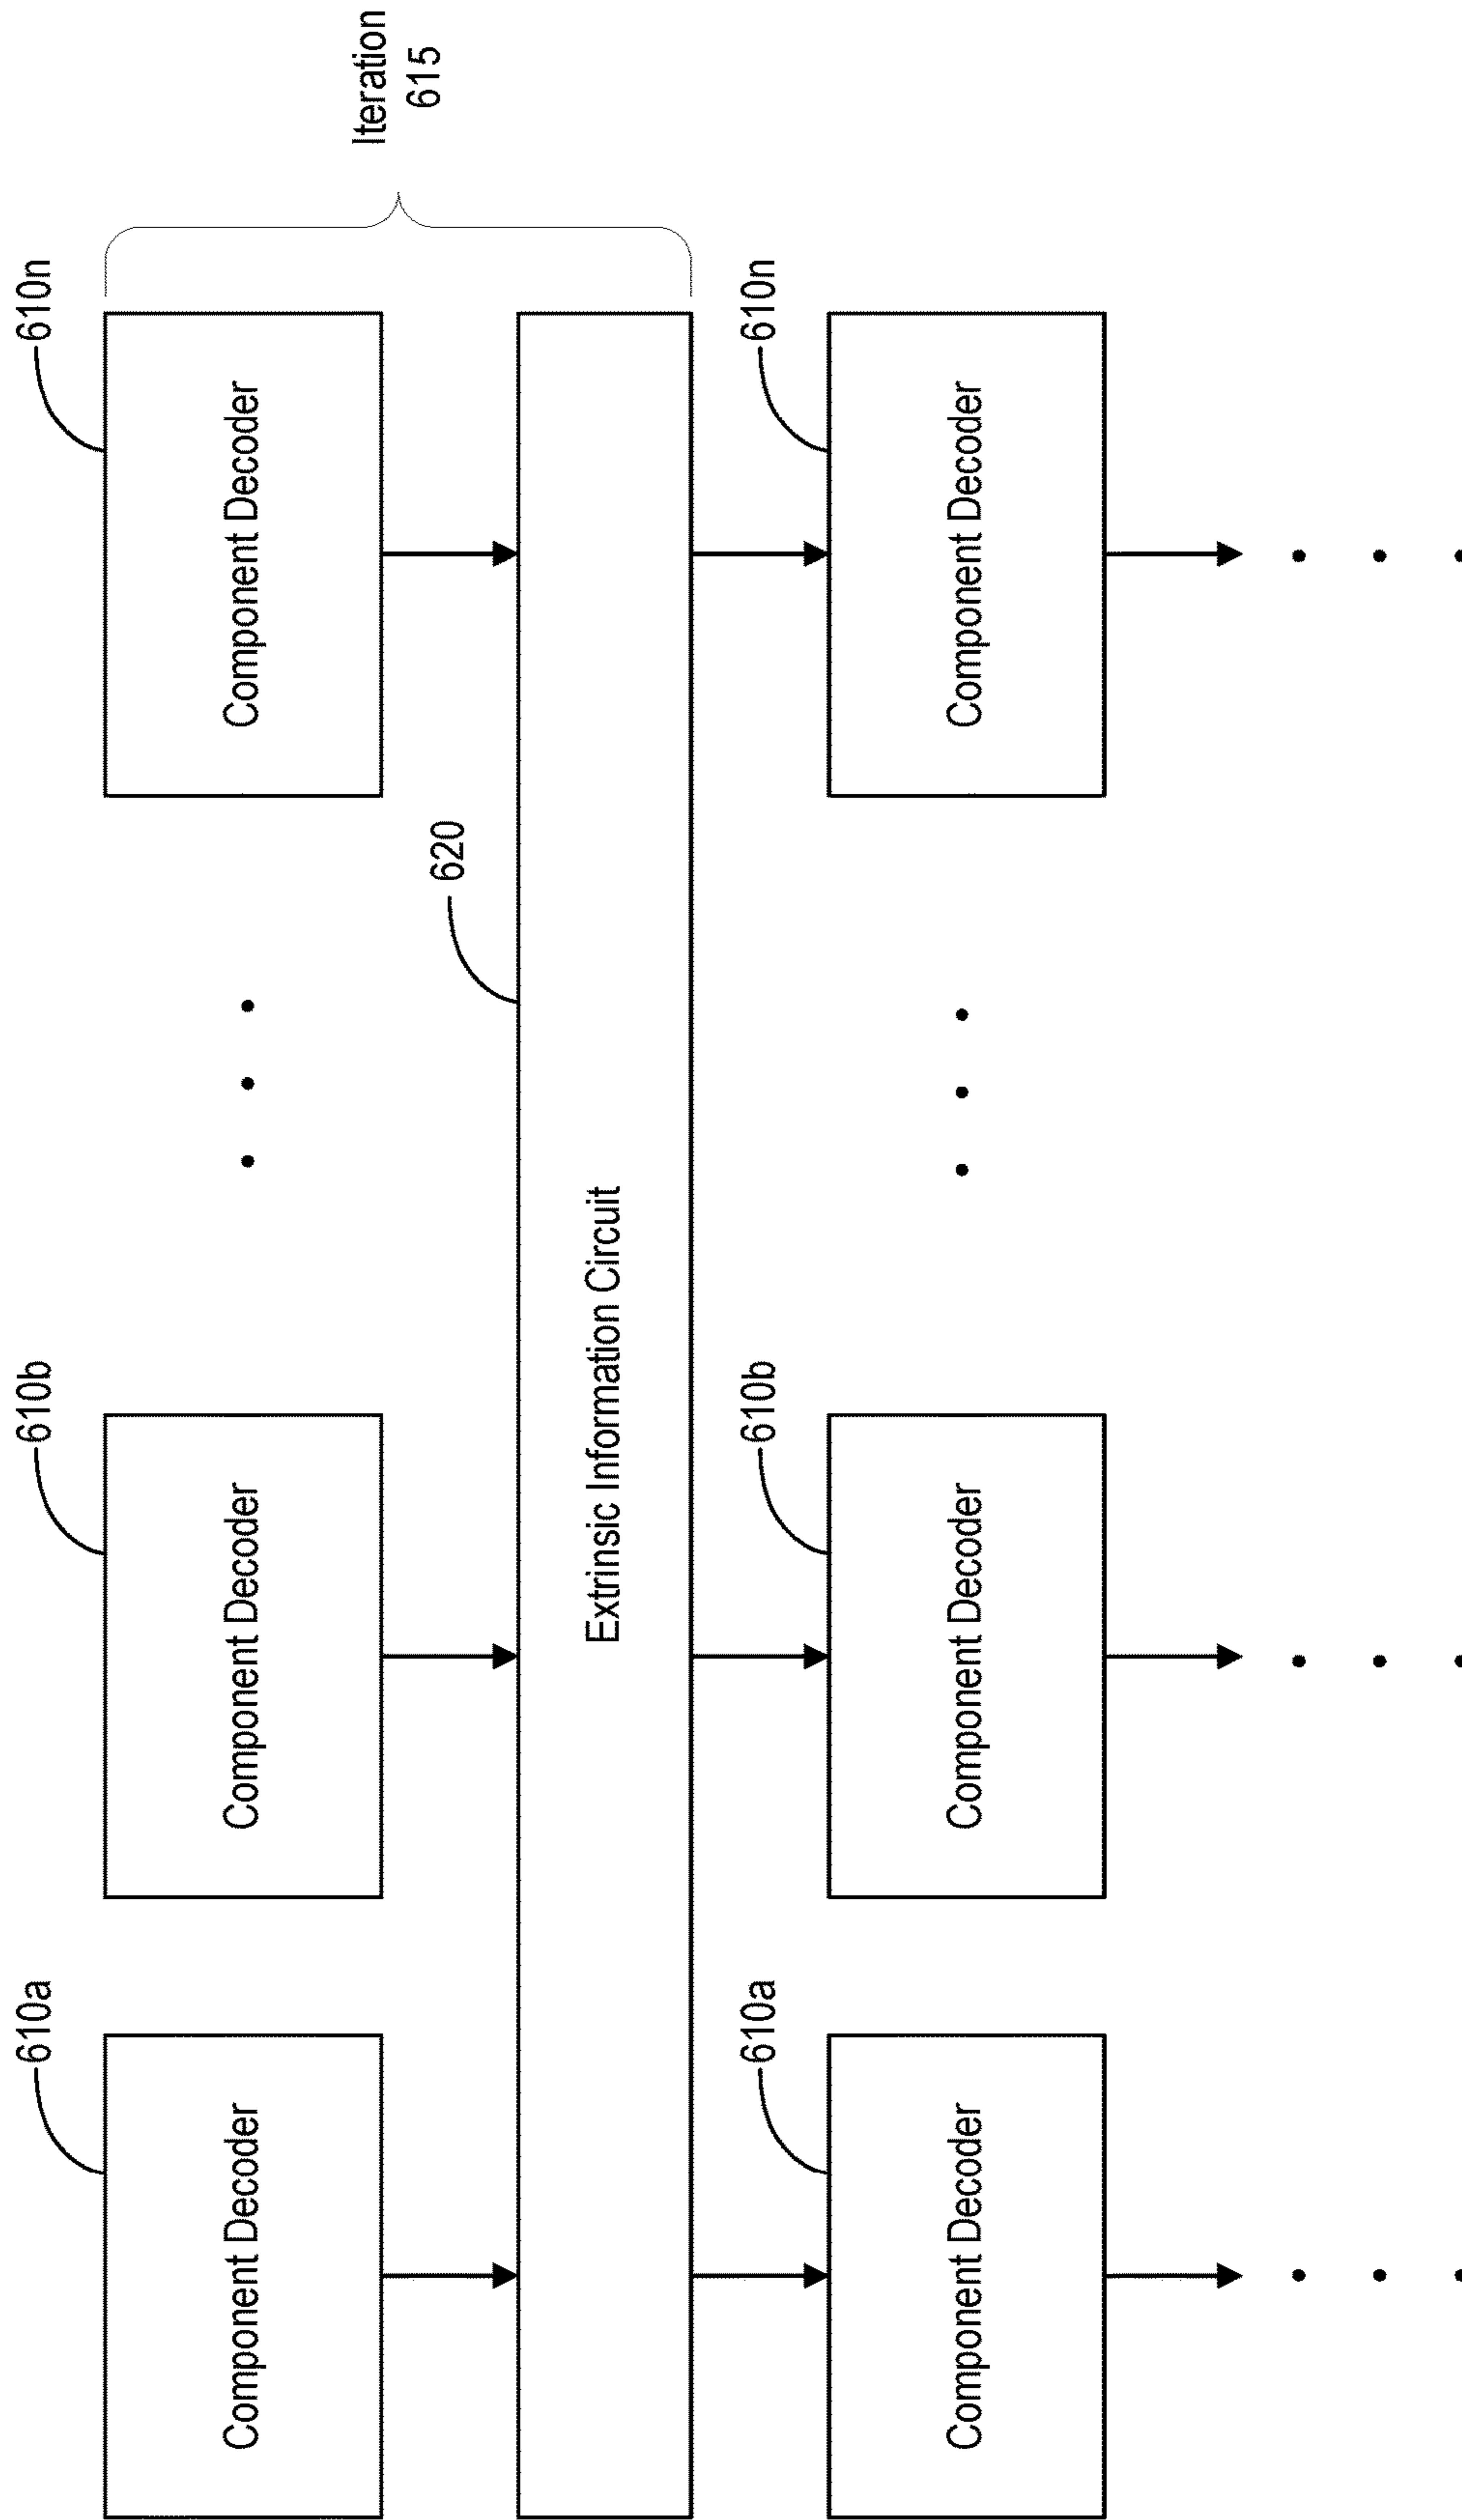 610a
610b
610n
Component Decoder
Component Decoder
Component Decoder
Iteration
615
620
Extrinsic Information Circuit
610a
610b
610n
Component Decoder
Component Decoder
Component Decoder